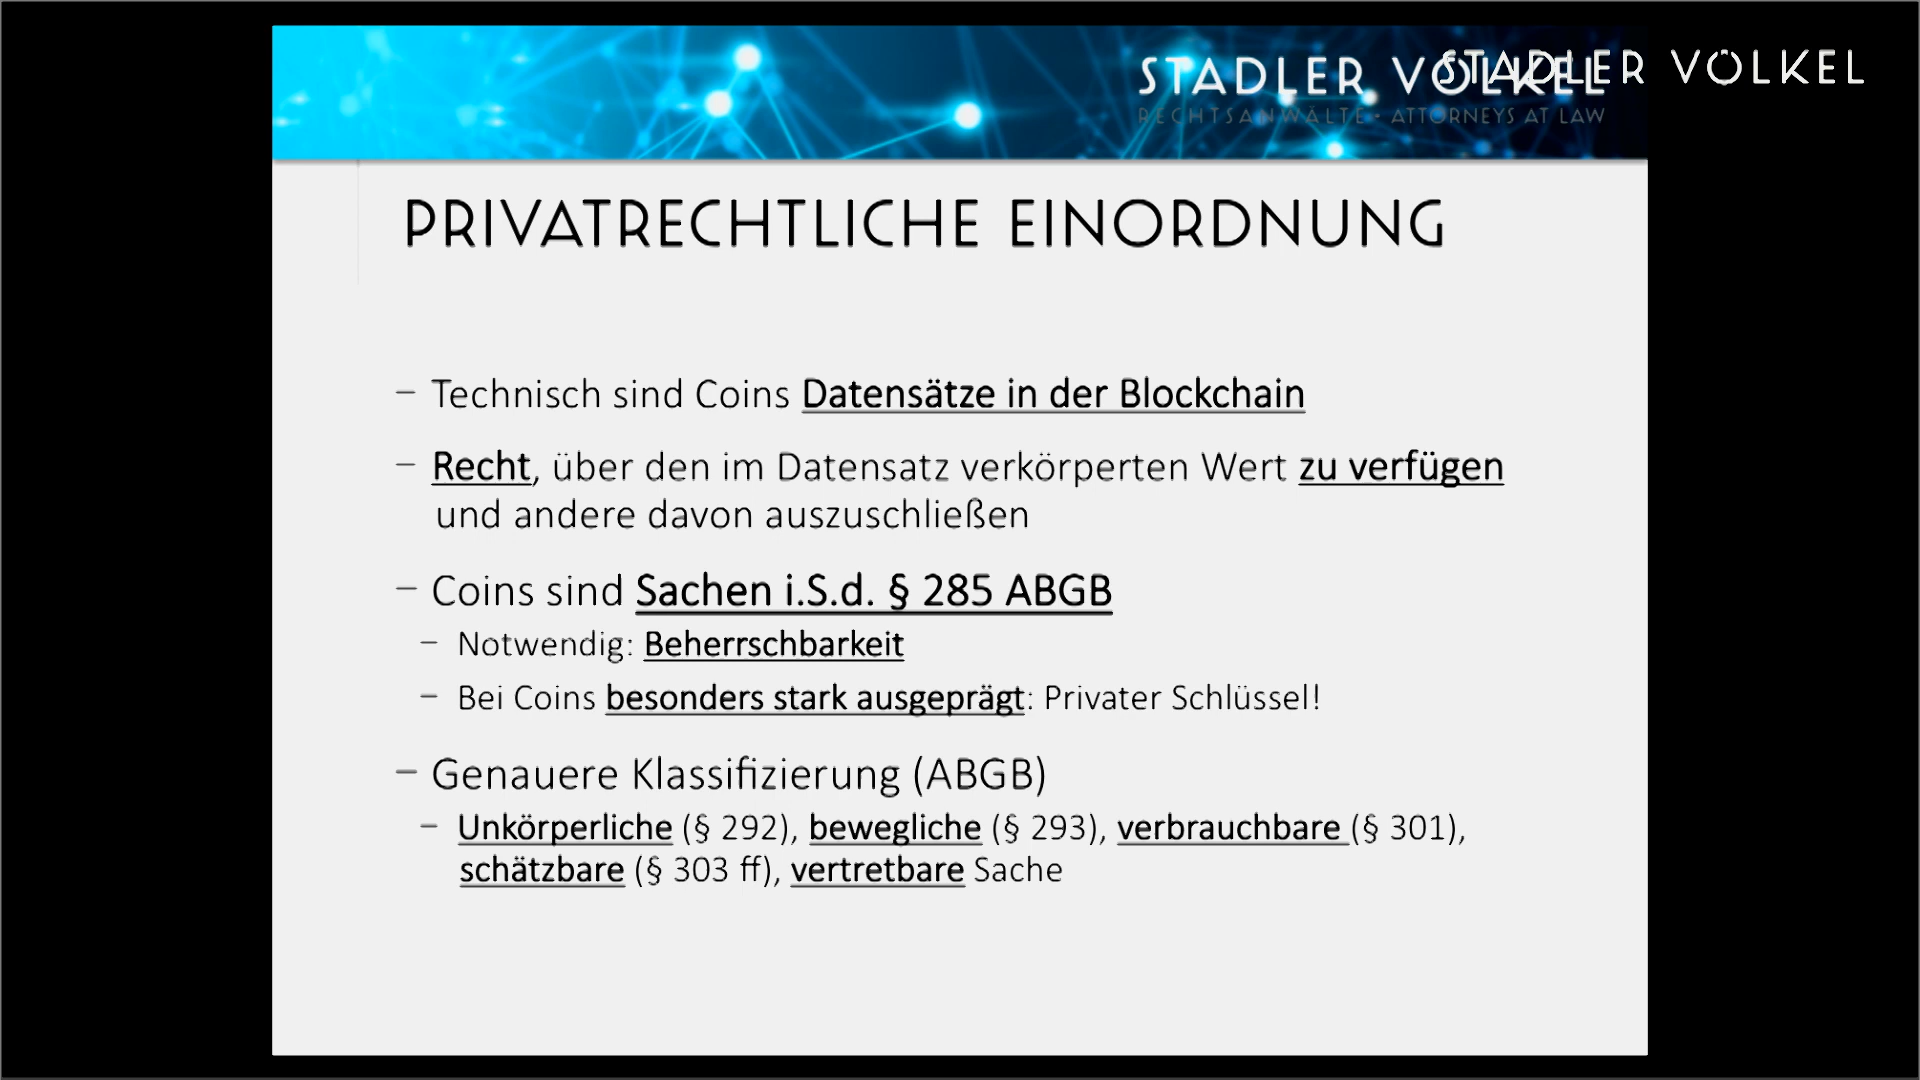 STADLER VÖLKEL
RECHTSANWÄLTE • ATTORNEYS AT LAW
STADLER VÖLKEL
PRIVATRECHTLICHE EINORDNUNG
– Technisch sind Coins Datensätze in der Blockchain
– Recht, über den im Datensatz verkörperten Wert zu verfügen
und andere davon auszuschließen
– Coins sind Sachen i.S.d. § 285 ABGB
– Notwendig: Beherrschbarkeit
– Bei Coins besonders stark ausgeprägt: Privater Schlüssel!
– Genauere Klassifizierung (ABGB)
– Unkörperliche (§ 292), bewegliche (§ 293), verbrauchbare (§ 301),
schätzbare (§ 303 ff), vertretbare Sache